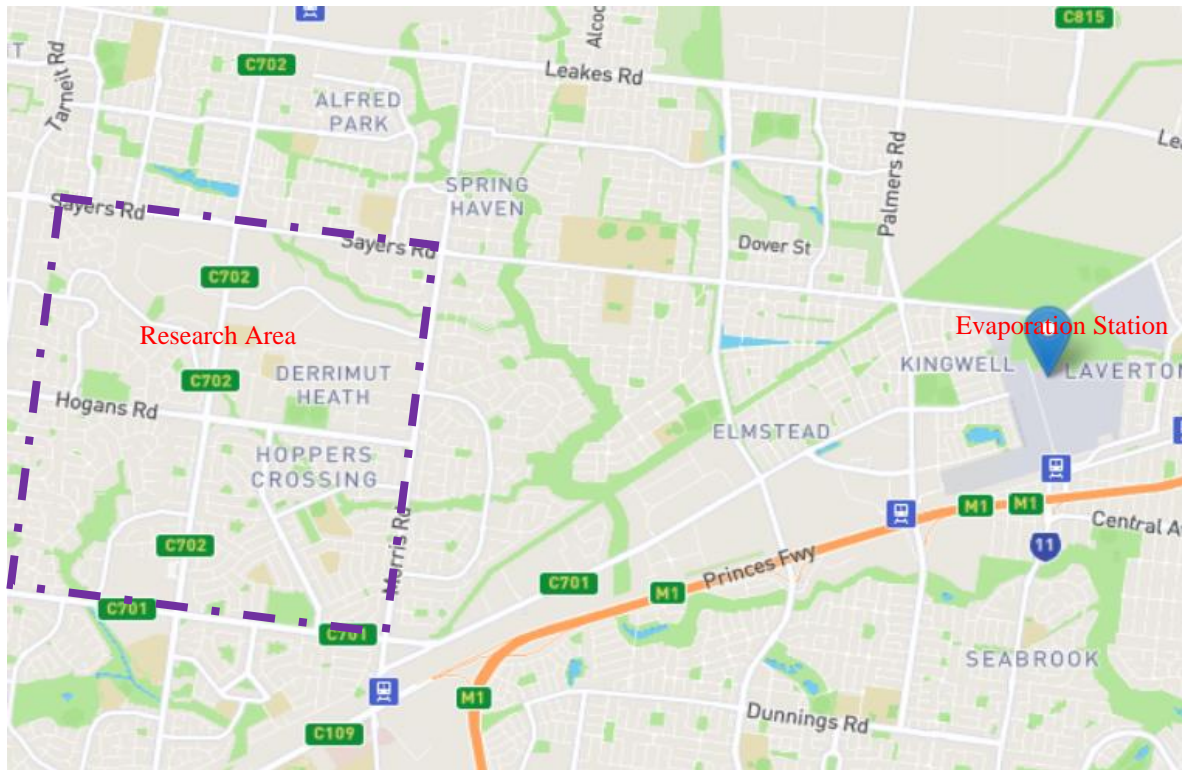 C815
Alcoc
Tarneit Rd
T
C702
Leakes Rd
ALFRED
PARK
Palmers Rd
Lea
SPRING
HAVEN
Sayers Rd
Sayers Rd
Dover St
C702
Research Area
Evaporation Station
KINGWELL
LAVERTON
C702
DERRIMUT
HEATH
Hogans Rd
ELMSTEAD
HOPPERS
CROSSING
Morris Rd
M1
M1
Central A
C702
11
Princes Fwy
C701
M1
C701
C701
SEABROOK
M1
Dunnings Rd
C109